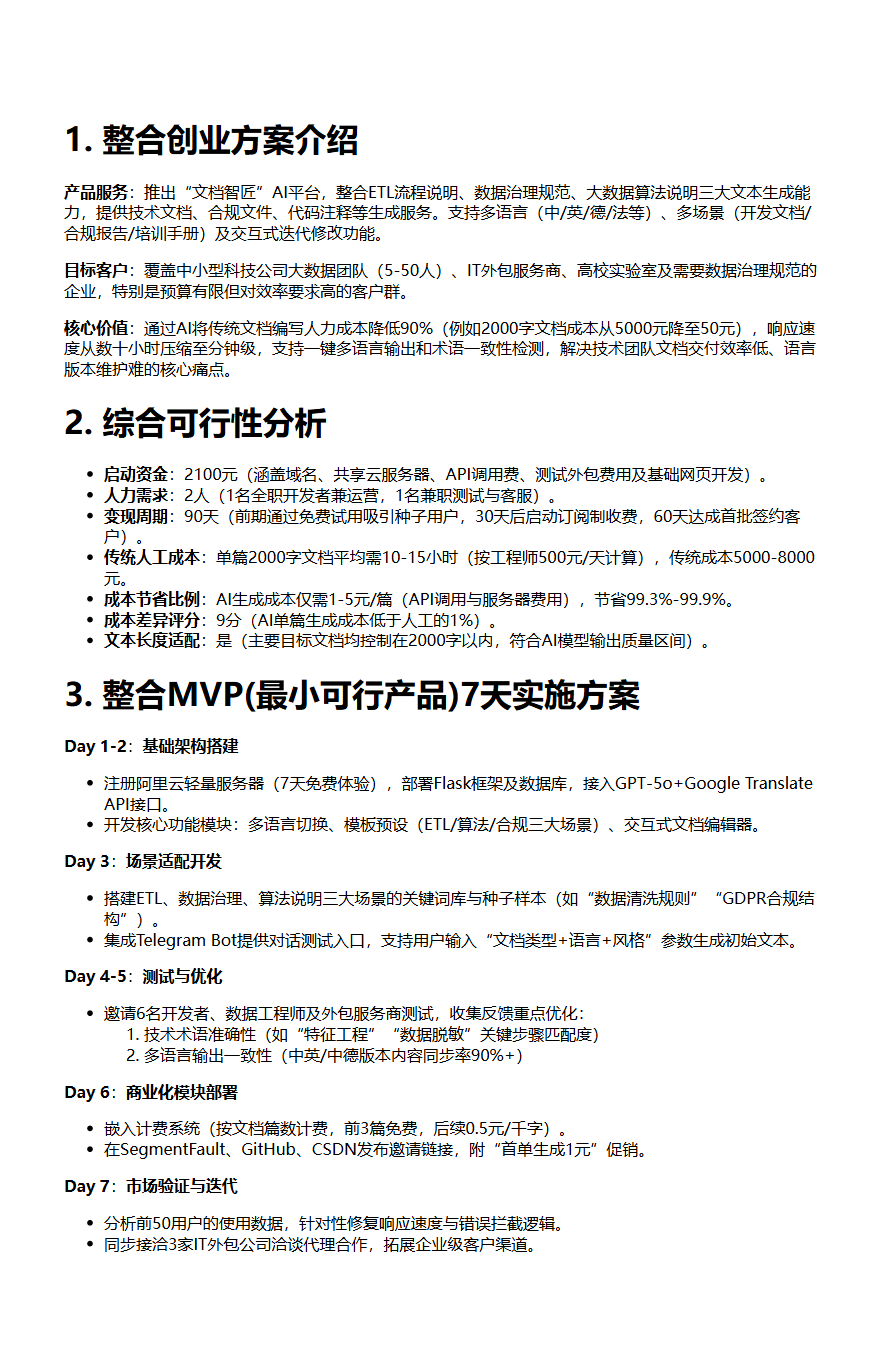 1. 整合创业方案介绍
产品服务：推出“文档智匠”AI平台，整合ETL流程说明、数据治理规范、大数据算法说明三大文本生成能
力，提供技术文档、合规文件、代码注释等生成服务。支持多语言（中/英/德/法等）、多场景（开发文档/
合规报告/培训手册）及交互式迭代修改功能。
目标客户：覆盖中小型科技公司大数据团队（5-50人）、IT外包服务商、高校实验室及需要数据治理规范的
企业，特别是预算有限但对效率要求高的客户群。
核心价值：通过AI将传统文档编写人力成本降低90%（例如2000字文档成本从5000元降至50元），响应速
度从数十小时压缩至分钟级，支持一键多语言输出和术语一致性检测，解决技术团队文档交付效率低、语言
版本维护难的核心痛点。
2. 综合可行性分析
• 启动资金：2100元（涵盖域名、共享云服务器、API调用费、测试外包费用及基础网页开发）。
• 人力需求：2人（1名全职开发者兼运营，1名兼职测试与客服）。
• 变现周期：90天（前期通过免费试用吸引种子用户，30天后启动订阅制收费，60天达成首批签约客
户）。
• 传统人工成本：单篇2000字文档平均需10-15小时（按工程师500元/天计算），传统成本5000-8000
元。
• 成本节省比例：AI生成成本仅需1-5元/篇（API调用与服务器费用），节省99.3%-99.9%。
• 成本差异评分：9分（AI单篇生成成本低于人工的1%）。
• 文本长度适配：是（主要目标文档均控制在2000字以内，符合AI模型输出质量区间）。
3. 整合MVP(最小可行产品)7天实施方案
Day 1-2：基础架构搭建
• 注册阿里云轻量服务器（7天免费体验），部署Flask框架及数据库，接入GPT-5o+Google Translate
API接口。
• 开发核心功能模块：多语言切换、模板预设（ETL/算法/合规三大场景）、交互式文档编辑器。
Day 3：场景适配开发
• 搭建ETL、数据治理、算法说明三大场景的关键词库与种子样本（如“数据清洗规则”“GDPR合规结
构”）。
• 集成Telegram Bot提供对话测试入口，支持用户输入“文档类型+语言+风格”参数生成初始文本。
Day 4-5：测试与优化
• 邀请6名开发者、数据工程师及外包服务商测试，收集反馈重点优化：
1. 技术术语准确性（如“特征工程”“数据脱敏”关键步骤匹配度）
2. 多语言输出一致性（中英/中德版本内容同步率90%+）
Day 6：商业化模块部署
• 嵌入计费系统（按文档篇数计费，前3篇免费，后续0.5元/千字）。
• 在SegmentFault、GitHub、CSDN发布邀请链接，附“首单生成1元”促销。
Day 7：市场验证与迭代
• 分析前50用户的使用数据，针对性修复响应速度与错误拦截逻辑。
• 同步接洽3家IT外包公司洽谈代理合作，拓展企业级客户渠道。